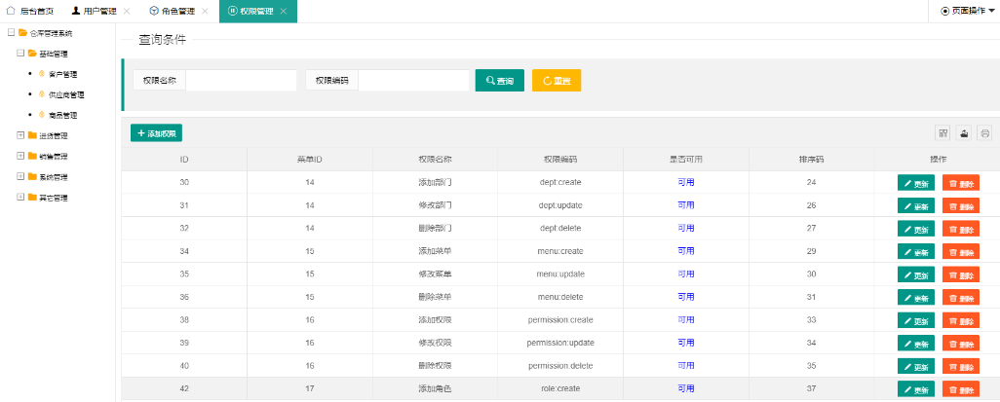 后台首页 用户管理 角色管理 权限管理 页面操作
仓库管理系统
基础管理
客户管理
供应商管理
商品管理
进货管理
销售管理
系统管理
其它管理
查询条件
权限名称 权限编码 查询 重置
添加权限
ID 菜单ID 权限名称 权限编码 是否可用 排序码 操作
30 14 添加部门 dept:create 可用 24 更新 删除
31 14 修改部门 dept:update 可用 26 更新 删除
32 14 删除部门 dept:delete 可用 27 更新 删除
34 15 添加菜单 menu:create 可用 29 更新 删除
35 15 修改菜单 menu:update 可用 30 更新 删除
36 15 删除菜单 menu:delete 可用 31 更新 删除
38 16 添加权限 permission:create 可用 33 更新 删除
39 16 修改权限 permission:update 可用 34 更新 删除
40 16 删除权限 permission:delete 可用 35 更新 删除
42 17 添加角色 role:create 可用 37 更新 删除